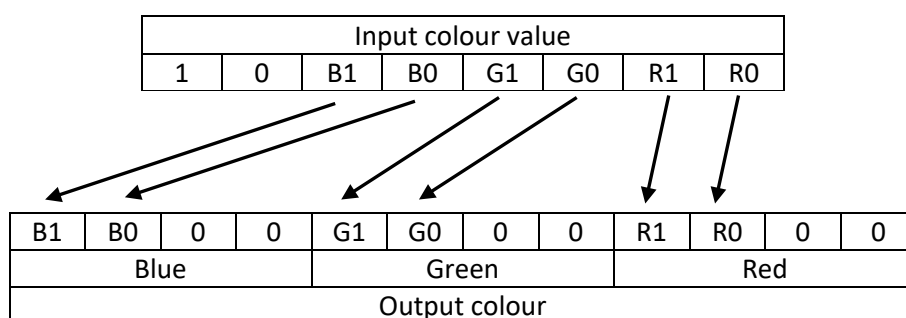 Input colour value
1 0 B1 B0 G1 G0 R1 R0
B1 B0 0 0 G1 G0 0 0 R1 R0 0 0
Blue Green Red
Output colour